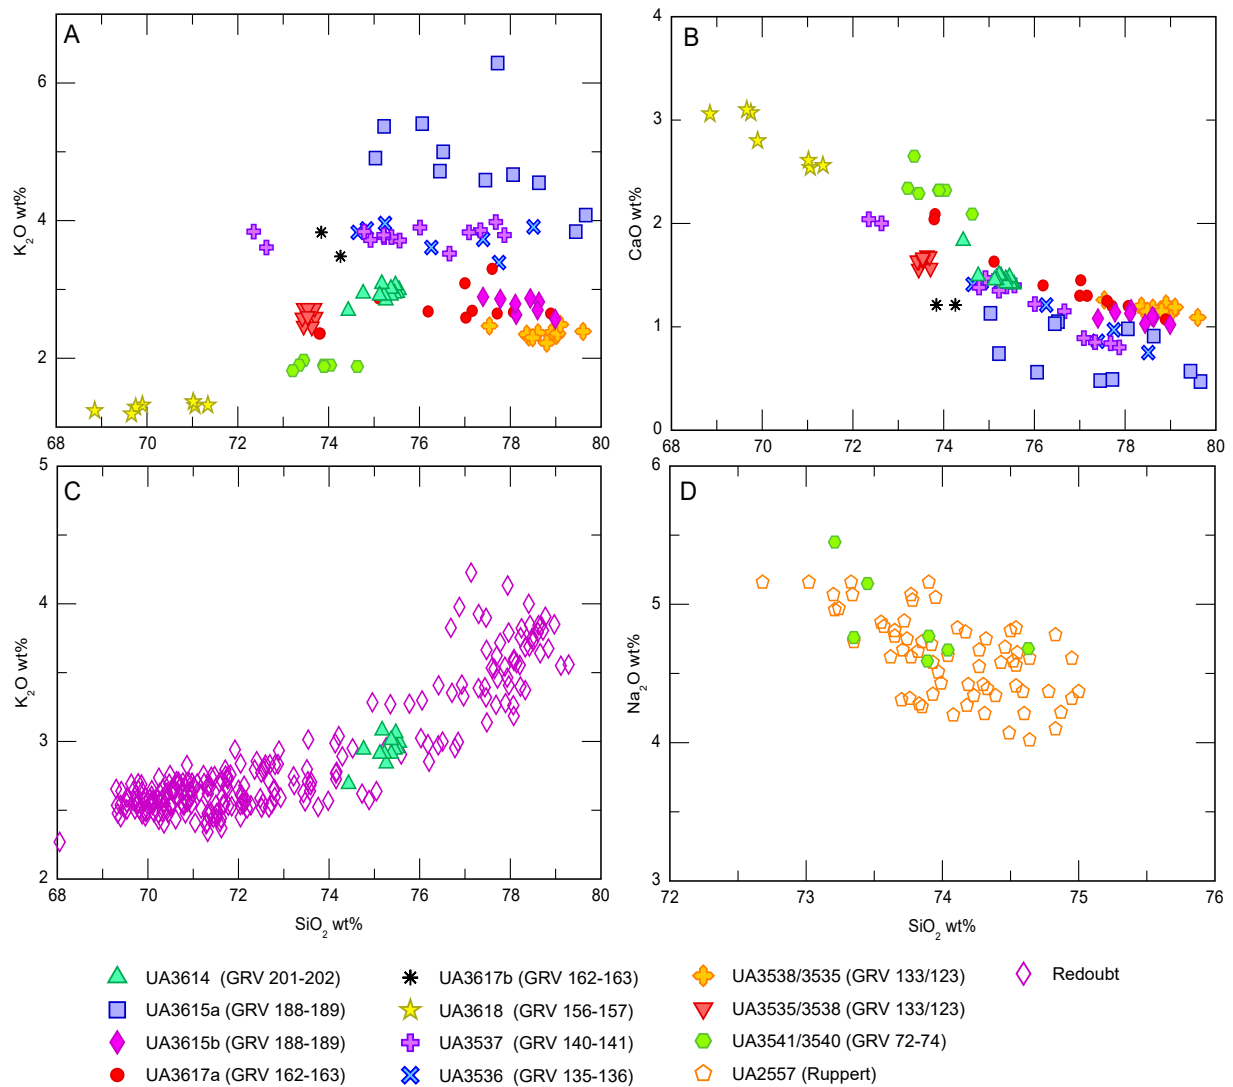 A
B
6
4
2
K2O wt%
68
70
72
74
76
78
80
4
3
2
1
0
CaO wt%
68
70
72
74
76
78
80
C
D
5
4
3
2
K2O wt%
68
70
72
74
76
78
80
SiO2 wt%
6
5
4
3
Na2O wt%
72
73
74
75
76
SiO2 wt%
UA3614 (GRV 201-202)
UA3615a (GRV 188-189)
UA3615b (GRV 188-189)
UA3617a (GRV 162-163)
UA3617b (GRV 162-163)
UA3618 (GRV 156-157)
UA3537 (GRV 140-141)
UA3536 (GRV 135-136)
UA3538/3535 (GRV 133/123)
UA3535/3538 (GRV 133/123)
UA3541/3540 (GRV 72-74)
UA2557 (Ruppert)
Redoubt